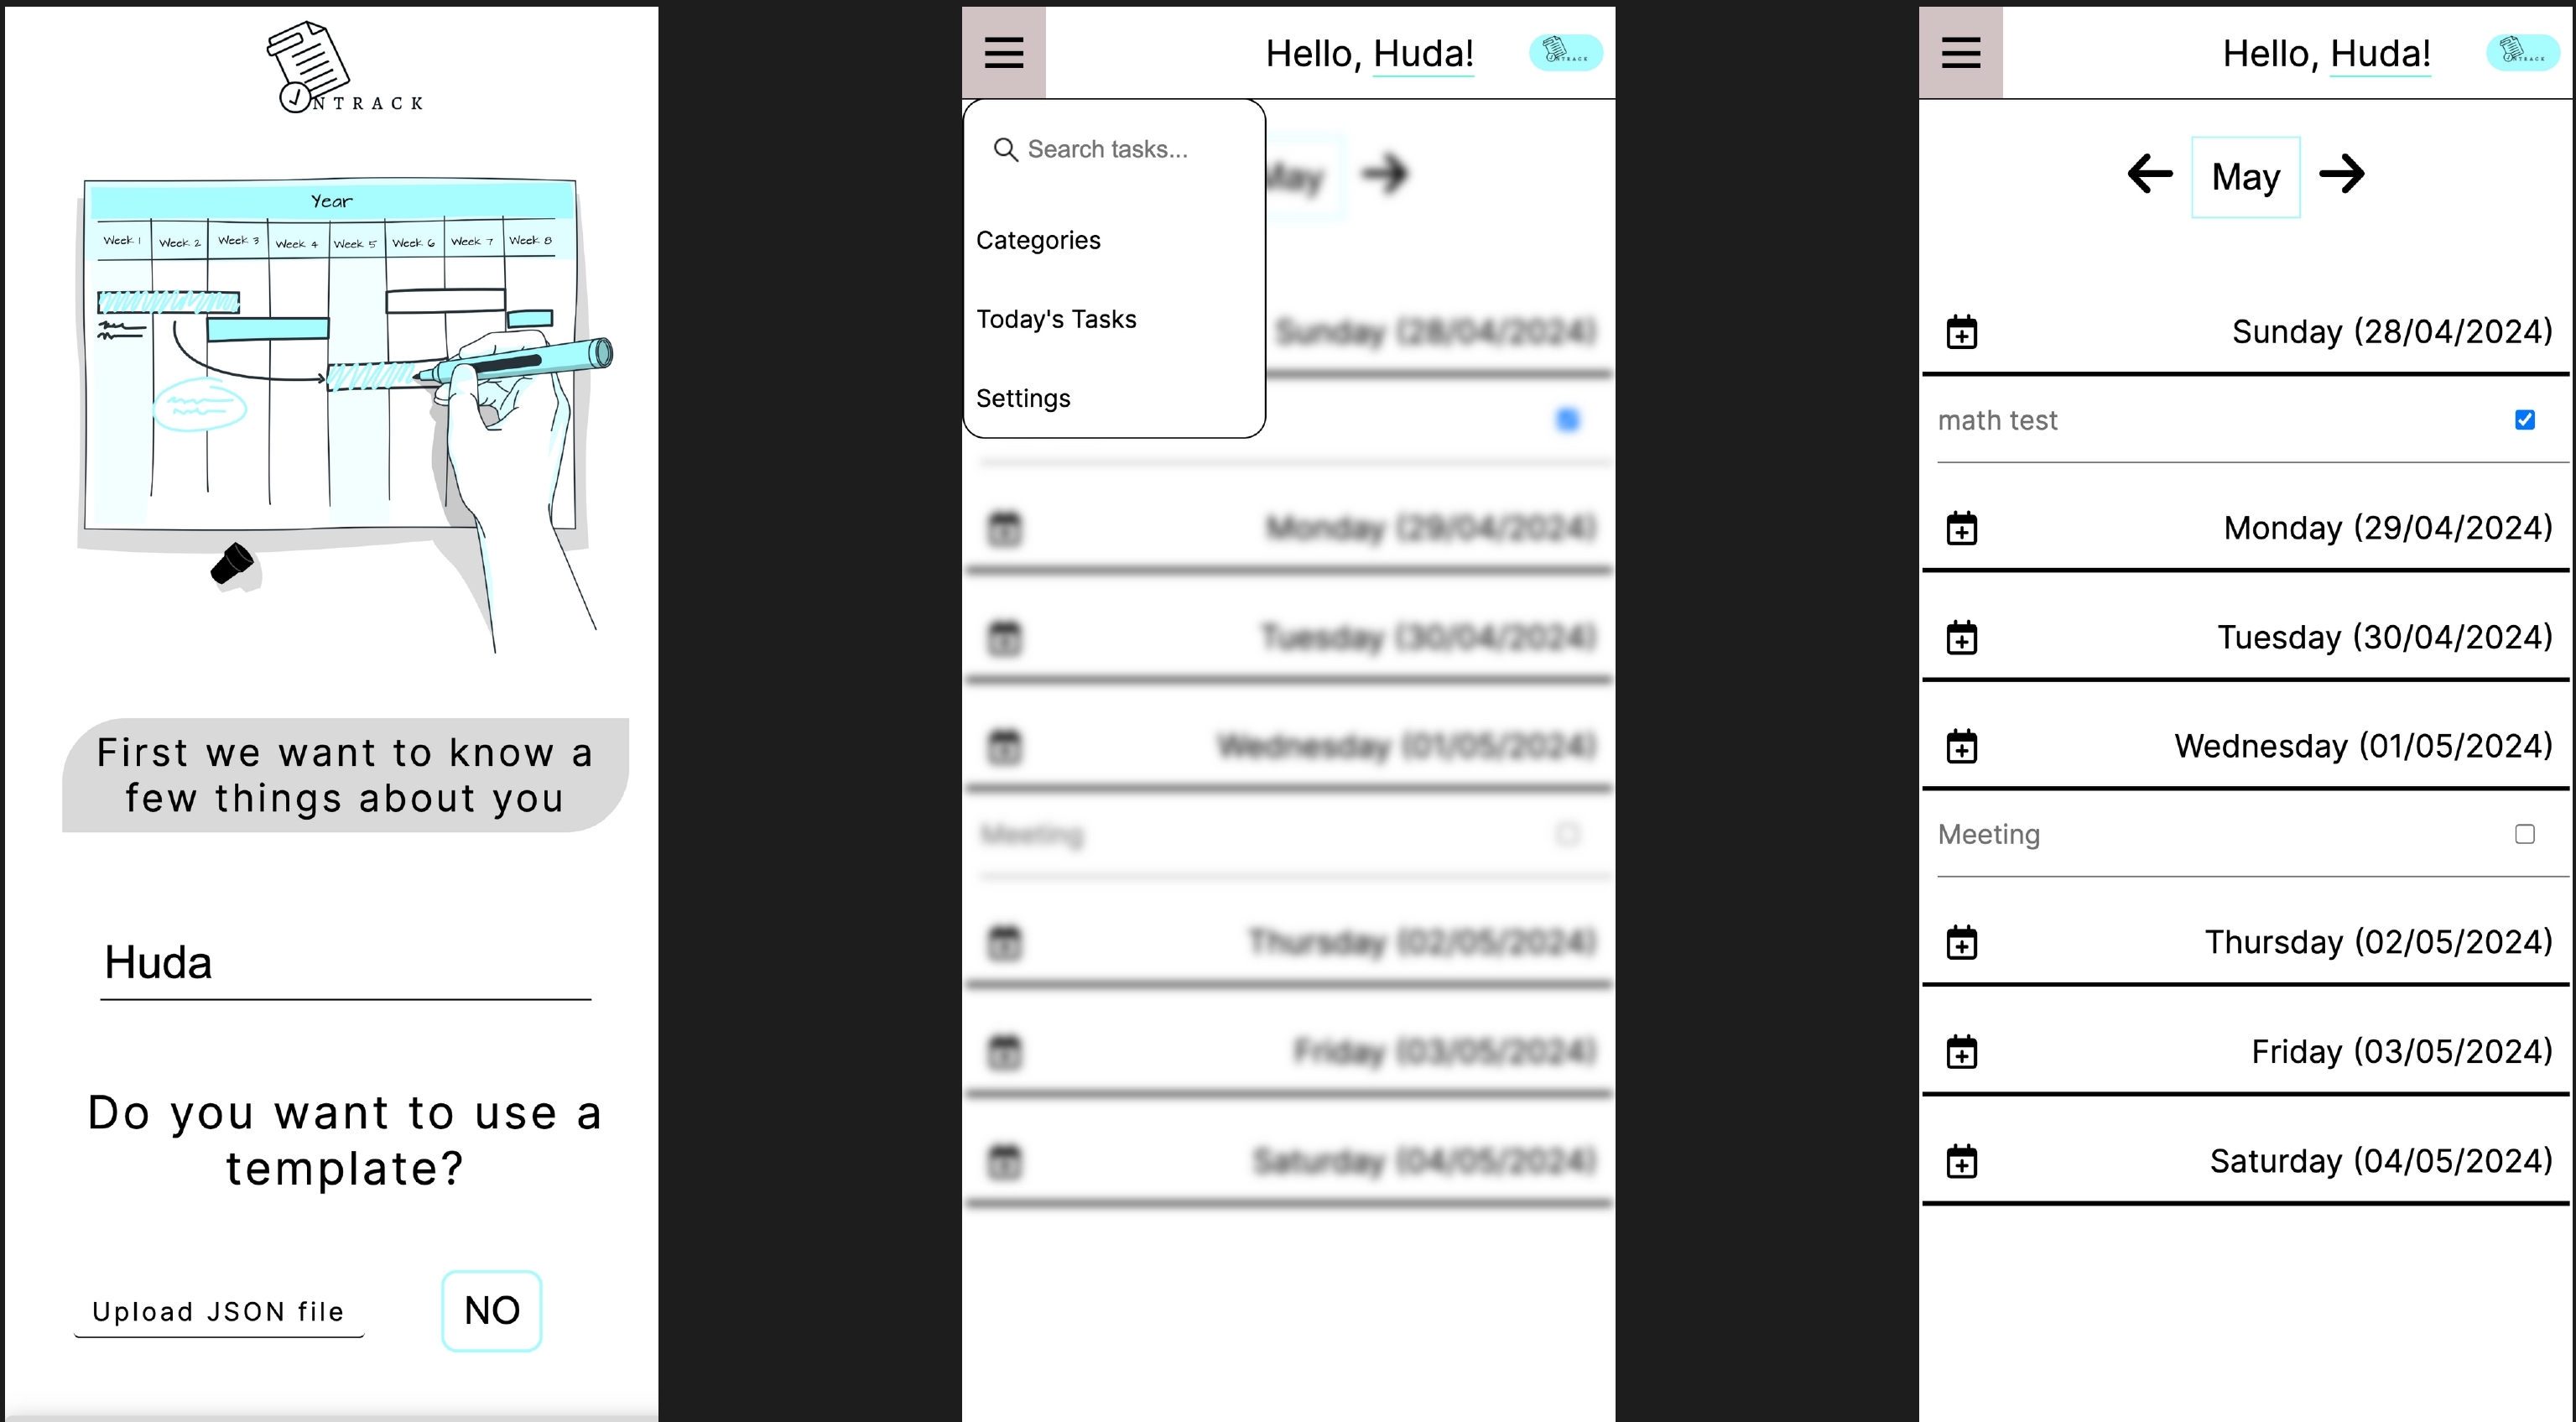 NTRACK
Year
Week 1 Week 2 Week 3 Week 4 Week 5 Week 6 Week 7 Week 8
First we want to know a
few things about you
Huda
Do you want to use a
template?
Upload JSON file
NO
Hello, Huda!
NTRACK
Search tasks...
May
Categories
Today's Tasks
Settings
Sunday (28/04/2024)
Monday (29/04/2024)
Tuesday (30/04/2024)
Wednesday (01/05/2024)
Meeting
Thursday (02/05/2024)
Friday (03/05/2024)
Saturday (04/05/2024)
Hello, Huda!
NTRACK
May
Sunday (28/04/2024)
math test
Monday (29/04/2024)
Tuesday (30/04/2024)
Wednesday (01/05/2024)
Meeting
Thursday (02/05/2024)
Friday (03/05/2024)
Saturday (04/05/2024)